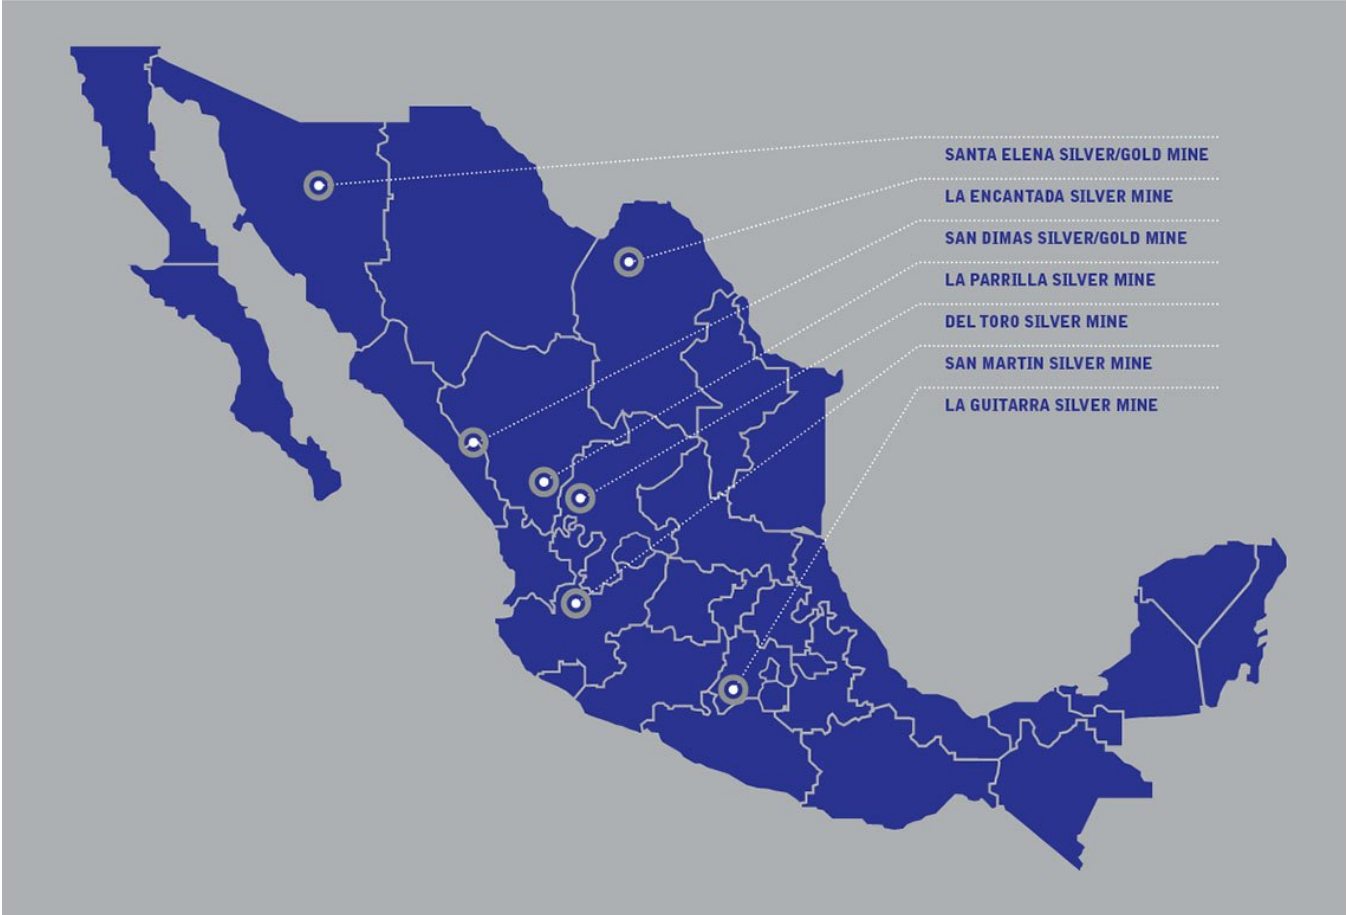 SANTA ELENA SILVER/GOLD MINE
LA ENCANTADA SILVER MINE
SAN DIMAS SILVER/GOLD MINE
LA PARRILLA SILVER MINE
DEL TORO SILVER MINE
SAN MARTIN SILVER MINE
LA GUITARRA SILVER MINE